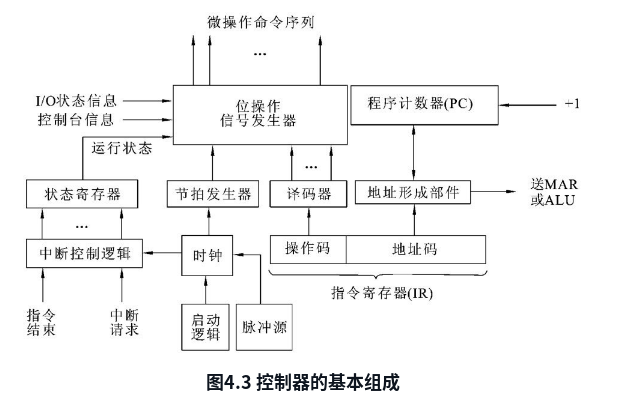 微操作命令序列
...
I/O状态信息
控制台信息
运行状态
位操作
信号发生器
程序计数器(PC)
+1
...
状态寄存器
节拍发生器
译码器
地址形成部件
送MAR
或ALU
...
中断控制逻辑
时钟
操作码
地址码
指令寄存器(IR)
指令
结束
中断
请求
启动
逻辑
脉冲源
图4.3 控制器的基本组成